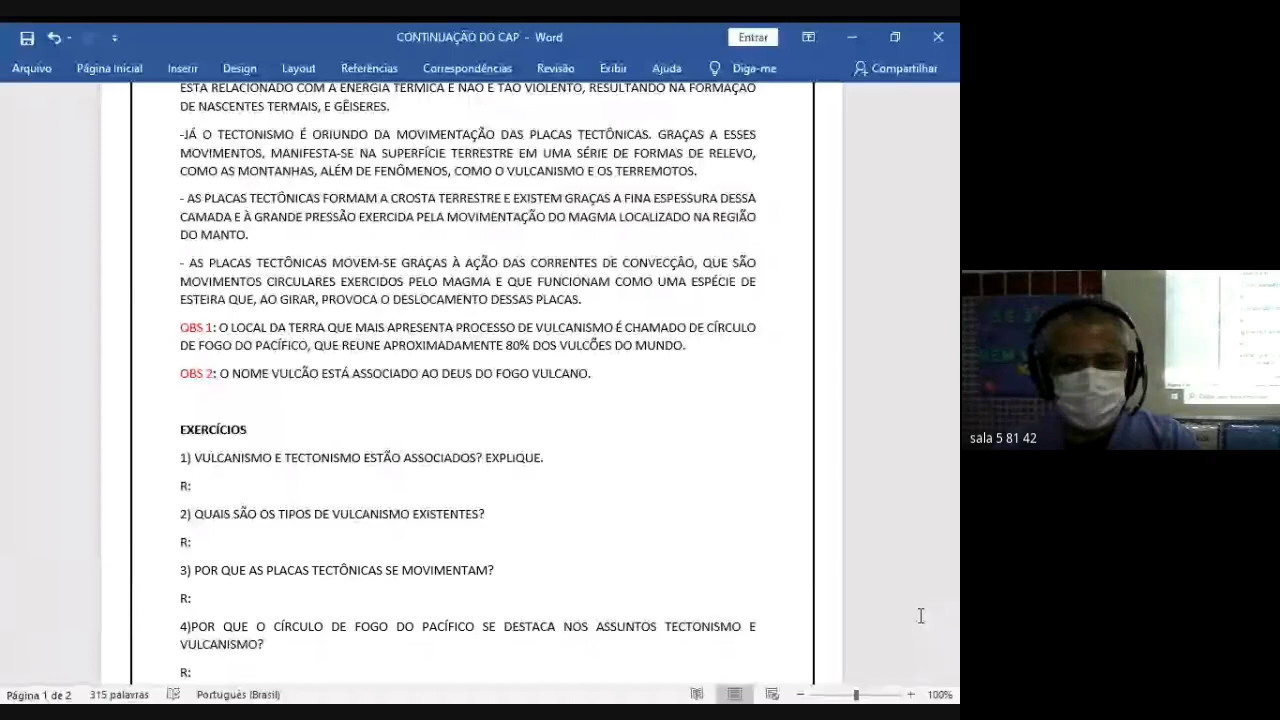 CONTINUAÇÃO DO CAP - Word
Entrar
Arquivo Página Inicial Inserir Design Layout Referências Correspondências Revisão Exibir Ajuda Diga-me Compartilhar
ESTÁ RELACIONADO COM A ENERGIA TÉRMICA E NÃO É TÃO VIOLENTO, RESULTANDO NA FORMAÇÃO
DE NASCENTES TERMAIS, E GÊISERES.
-JÁ O TECTONISMO É ORIUNDO DA MOVIMENTAÇÃO DAS PLACAS TECTÔNICAS. GRAÇAS A ESSES
MOVIMENTOS, MANIFESTA-SE NA SUPERFÍCIE TERRESTRE EM UMA SÉRIE DE FORMAS DE RELEVO,
COMO AS MONTANHAS, ALÉM DE FENÔMENOS, COMO O VULCANISMO E OS TERREMOTOS.
- AS PLACAS TECTÔNICAS FORMAM A CROSTA TERRESTRE E EXISTEM GRAÇAS A FINA ESPESSURA DESSA
CAMADA E À GRANDE PRESSÃO EXERCIDA PELA MOVIMENTAÇÃO DO MAGMA LOCALIZADO NA REGIÃO
DO MANTO.
- AS PLACAS TECTÔNICAS MOVEM-SE GRAÇAS À AÇÃO DAS CORRENTES DE CONVECÇÃO, QUE SÃO
MOVIMENTOS CIRCULARES EXERCIDOS PELO MAGMA E QUE FUNCIONAM COMO UMA ESPÉCIE DE
ESTEIRA QUE, AO GIRAR, PROVOCA O DESLOCAMENTO DESSAS PLACAS.
OBS 1: O LOCAL DA TERRA QUE MAIS APRESENTA PROCESSO DE VULCANISMO É CHAMADO DE CÍRCULO
DE FOGO DO PACÍFICO, QUE REUNE APROXIMADAMENTE 80% DOS VULCÕES DO MUNDO.
OBS 2: O NOME VULCÃO ESTÁ ASSOCIADO AO DEUS DO FOGO VULCANO.
EXERCÍCIOS
1) VULCANISMO E TECTONISMO ESTÃO ASSOCIADOS? EXPLIQUE.
R:
2) QUAIS SÃO OS TIPOS DE VULCANISMO EXISTENTES?
R:
3) POR QUE AS PLACAS TECTÔNICAS SE MOVIMENTAM?
R:
4)POR QUE O CÍRCULO DE FOGO DO PACÍFICO SE DESTACA NOS ASSUNTOS TECTONISMO E
VULCANISMO?
R:
Página 1 de 2 315 palavras Português (Brasil) 100%
sala 5 81 42